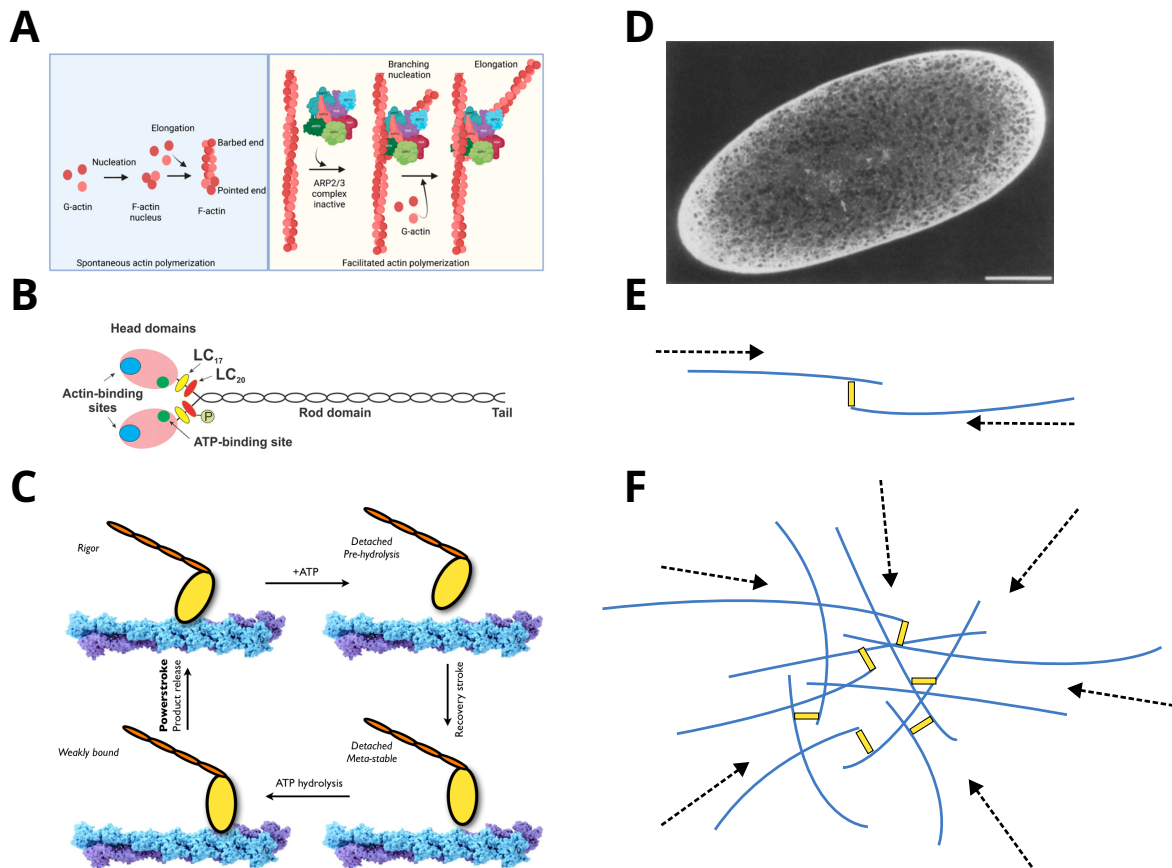 A
Nucleation
Elongation
Barbed end
Pointed end
G-actin
F-actin
nucleus
F-actin
Spontaneous actin polymerization
Branching
nucleation
Elongation
ARP2/3
complex
inactive
G-actin
Facilitated actin polymerization
B
Head domains
LC17
LC20
Actin-binding
sites
P
Rod domain
Tail
ATP-binding site
C
Rigor
+ATP
Detached
Pre-hydrolysis
Powerstroke
Product release
Recovery stroke
Weakly bound
ATP hydrolysis
Detached
Meta-stable
D
E
F